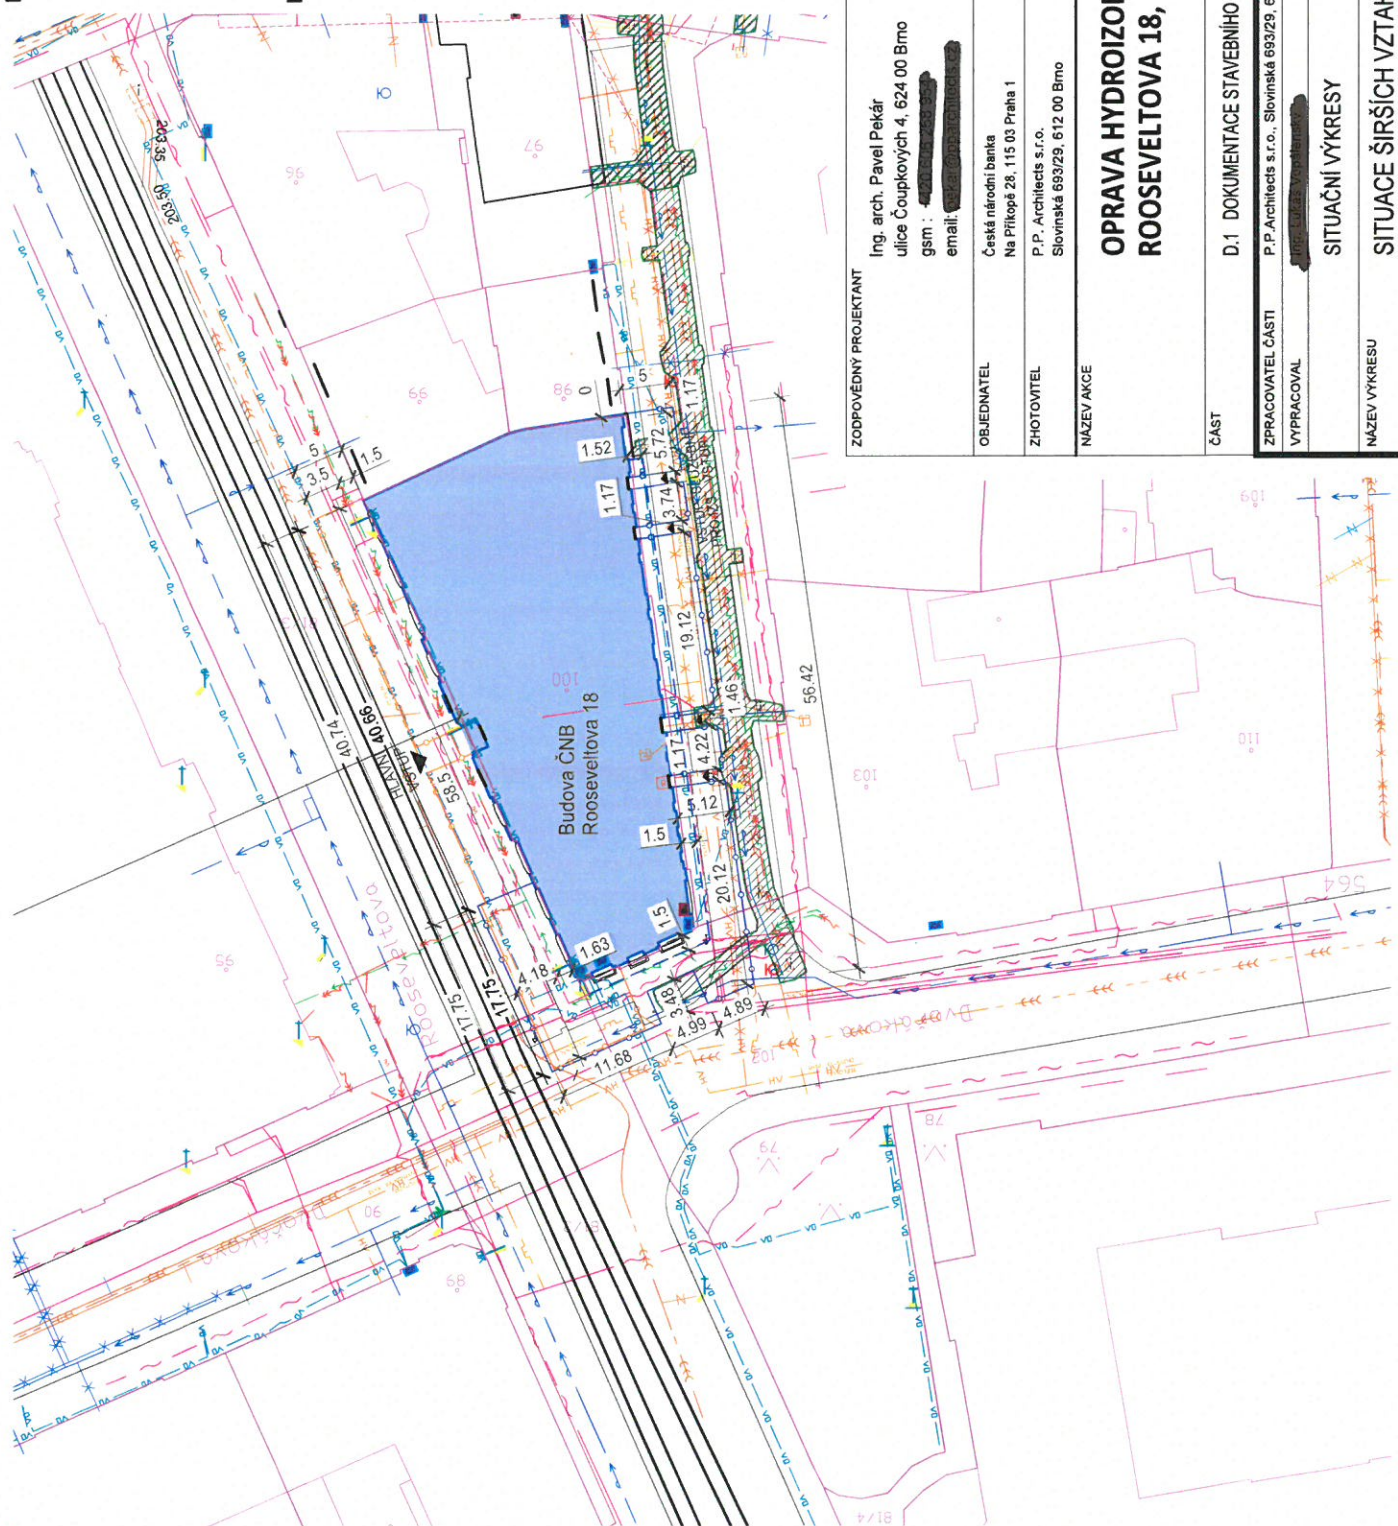 ZODPOVĚDNÝ PROJEKTANT
Ing. arch. Pavel Pekár
ulice Čoupkových 4, 624 00 Brno
gsm :
email:
OBJEDNATEL
Česká národní banka
Na Příkopě 28, 115 03 Praha 1
ZHOTOVITEL
P.P. Architects s.r.o.
Slovinská 693/29, 612 00 Brno
NÁZEV AKCE
OPRAVA HYDROIZO
ROOSEVELTOVA 18,
ČÁST
D.1 DOKUMENTACE STAVEBNÍHO
ZPRACOVATEL ČÁSTI
P.P.Architects s.r.o., Slovinská 693/29,
VYPRACOVAL
SITUAČNÍ VÝKRESY
NÁZEV VÝKRESU
SITUACE ŠIRŠÍCH VZTAH
Budova ČNB
Rooseveltova 18
HLAVNÍ
VSTUP
Rooseveltova
Dvořákova
Dvořákova
203.35
203.50
40.74
40.66
58.5
17.75
17.75
4.18
1.63
1.5
11.68
3.48
4.99
4.89
20.12
1.5
5.12
1.17
4.22
1.46
19.12
56.42
3.74
1.17
5.72
1.52
1.17
0
5
5
3.5
1.5
96
97
98
99
100
95
102
103
109
110
564
90
89
79
78
81/4